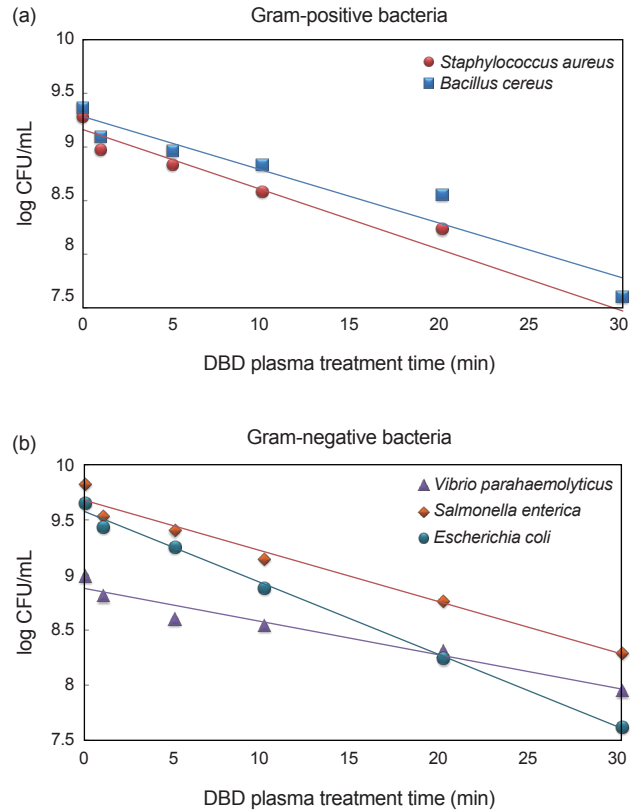 (a)
Gram-positive bacteria
10
9.5
9
8.5
8
7.5
Staphylococcus aureus
Bacillus cereus
log CFU/mL
0 5 10 15 20 25 30
DBD plasma treatment time (min)
(b)
Gram-negative bacteria
10
9.5
9
8.5
8
7.5
Vibrio parahaemolyticus
Salmonella enterica
Escherichia coli
log CFU/mL
0 5 10 15 20 25 30
DBD plasma treatment time (min)